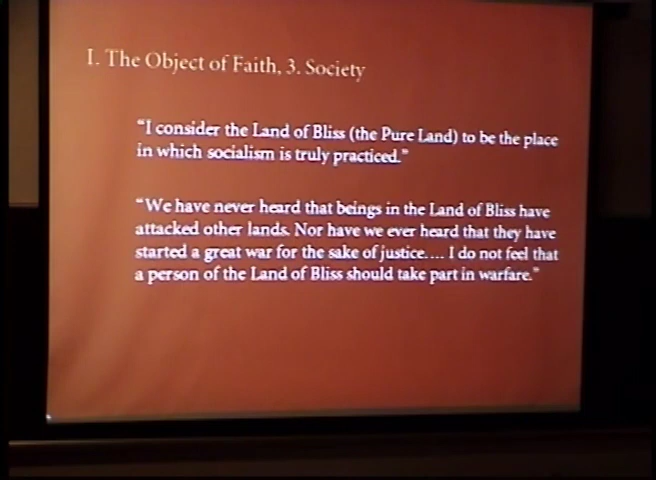 I. The Object of Faith, 3. Society
“I consider the Land of Bliss (the Pure Land) to be the place
in which socialism is truly practiced.”
“We have never heard that beings in the Land of Bliss have
attacked other lands. Nor have we ever heard that they have
started a great war for the sake of justice.... I do not feel that
a person of the Land of Bliss should take part in warfare.”